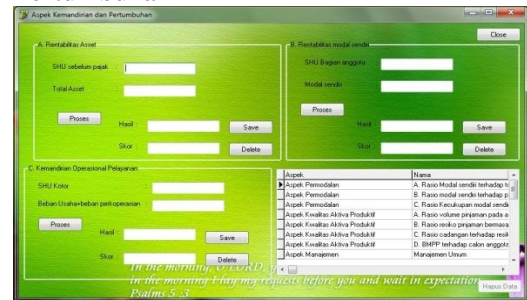 Aspek Kemandirian dan Pertumbuhan
Close
A. Rentabilitas Asset
SHU sebelum pajak :
Total Asset :
Proses
Hasil :
Save
Skor :
Delete
B. Rentabilitas modal sendiri
SHU Bagian anggota :
Modal sendiri
Proses
Hasil :
Save
Skor :
Delete
C. Kemandirian Operasional Pelayanan
SHU Kotor :
Beban Usaha+beban perkoperasian
Proses
Hasil
Save
Skor
Delete
Aspek Nama
Aspek Permodalan A. Rasio Modal sendiri terhadap t
Aspek Permodalan B. Rasio modal sendiri terhadap p
Aspek Permodalan C. Rasio Kecukupan modal sendi
Aspek Kwalitas Aktiva Produktif A. Rasio volume pinjaman pada a
Aspek Kwalitas Aktiva Produktif B. Rasio resiko pinjaman bermasa
Aspek Kwalitas Aktiva Produktif C. Rasio cadangan terhadap resik
Aspek Kwalitas Aktiva Produktif D. BMPP terhadap calon anggota
Aspek Manajemen Manajemen Umum
In the morning, O LORD, y
in the morning I lay my requests before you and wait in expectation.
Psalms 5 :3
Hapus Data